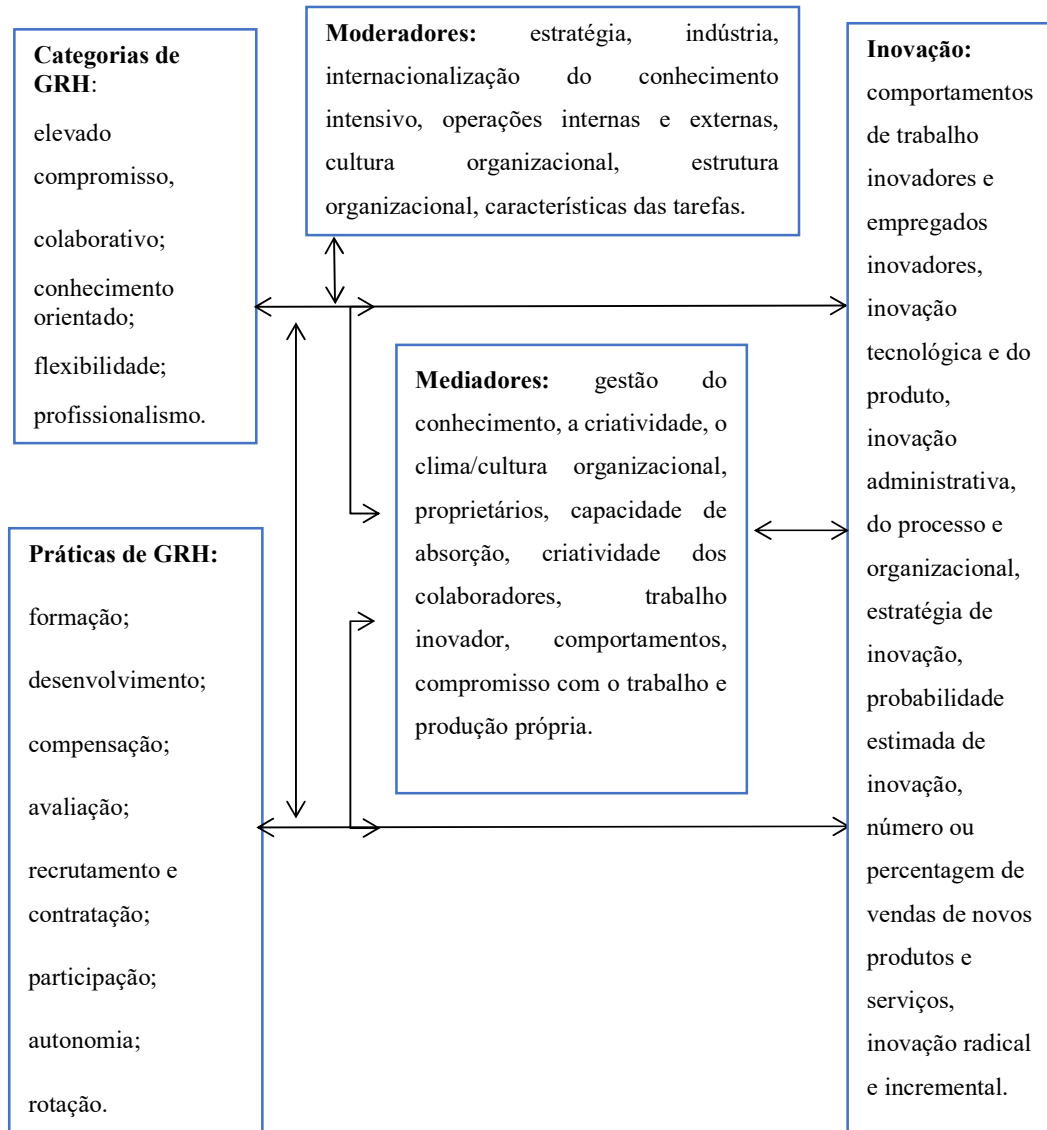 Categorias de
GRH:
elevado
compromisso,
colaborativo;
conhecimento
orientado;
flexibilidade;
profissionalismo.
Moderadores: estratégia, indústria,
internacionalização do conhecimento
intensivo, operações internas e externas,
cultura organizacional, estrutura
organizacional, características das tarefas.
Mediadores: gestão do
conhecimento, a criatividade, o
clima/cultura organizacional,
proprietários, capacidade de
absorção, criatividade dos
colaboradores, trabalho
inovador, comportamentos,
compromisso com o trabalho e
produção própria.
Práticas de GRH:
formação;
desenvolvimento;
compensação;
avaliação;
recrutamento e
contratação;
participação;
autonomia;
rotação.
Inovação:
comportamentos
de trabalho
inovadores e
empregados
inovadores,
inovação
tecnológica e do
produto,
inovação
administrativa,
do processo e
organizacional,
estratégia de
inovação,
probabilidade
estimada de
inovação,
número ou
percentagem de
vendas de novos
produtos e
serviços,
inovação radical
e incremental.